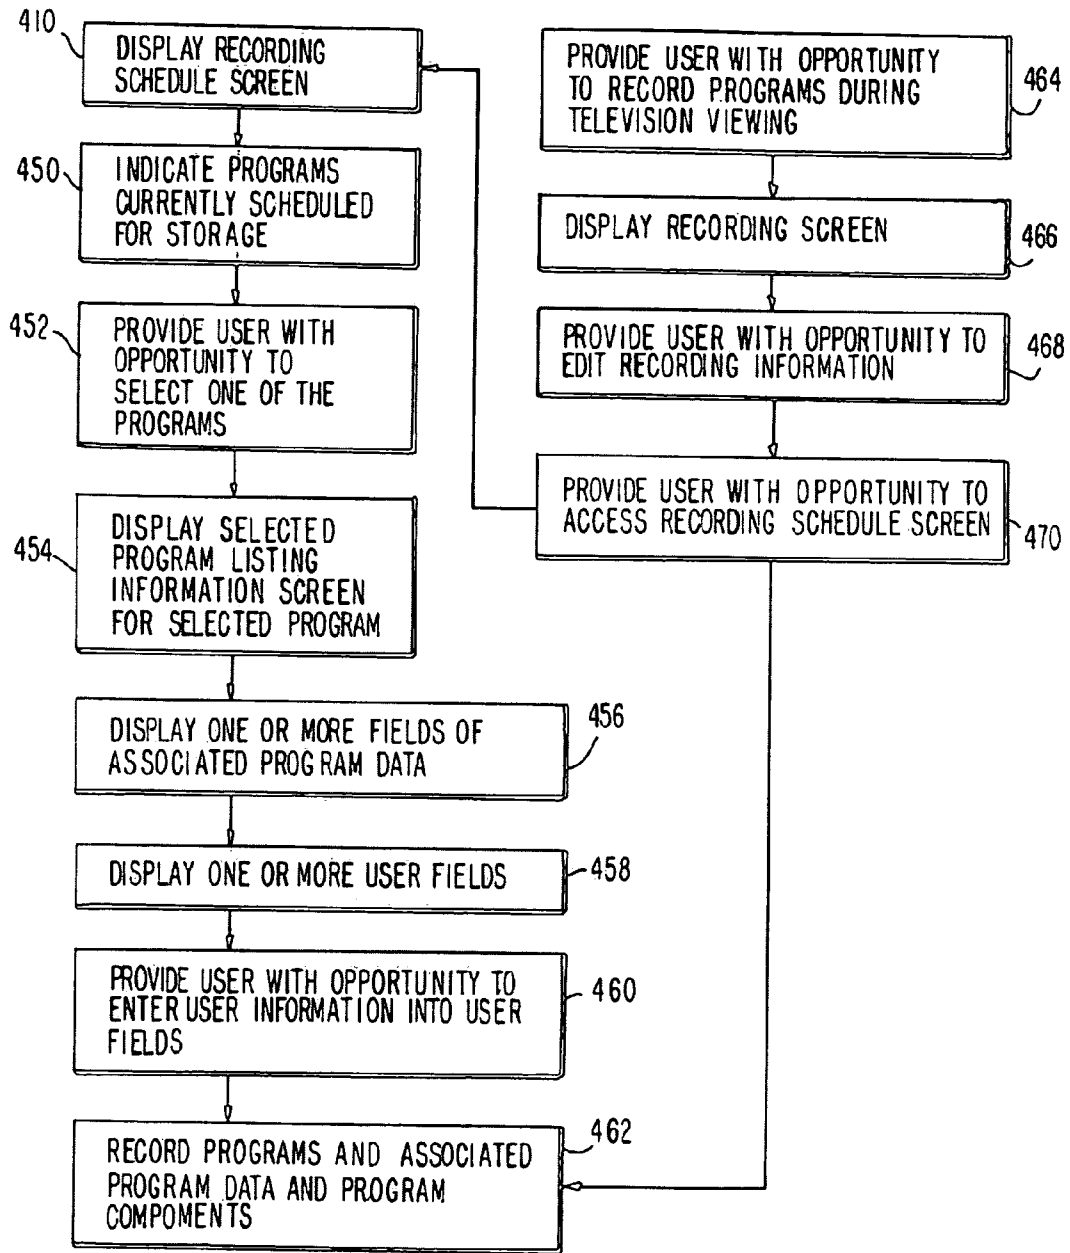 410
DISPLAY RECORDING
SCHEDULE SCREEN
450
INDICATE PROGRAMS
CURRENTLY SCHEDULED
FOR STORAGE
452
PROVIDE USER WITH
OPPORTUNITY TO
SELECT ONE OF THE
PROGRAMS
454
DISPLAY SELECTED
PROGRAM LISTING
INFORMATION SCREEN
FOR SELECTED PROGRAM
DISPLAY ONE OR MORE FIELDS OF
ASSOCIATED PROGRAM DATA
456
DISPLAY ONE OR MORE USER FIELDS
458
PROVIDE USER WITH OPPORTUNITY TO
ENTER USER INFORMATION INTO USER
FIELDS
460
RECORD PROGRAMS AND ASSOCIATED
PROGRAM DATA AND PROGRAM
COMPOMENTS
462
PROVIDE USER WITH OPPORTUNITY
TO RECORD PROGRAMS DURING
TELEVISION VIEWING
464
DISPLAY RECORDING SCREEN
466
PROVIDE USER WITH OPPORTUNITY TO
EDIT RECORDING INFORMATION
468
PROVIDE USER WITH OPPORTUNITY TO
ACCESS RECORDING SCHEDULE SCREEN
470